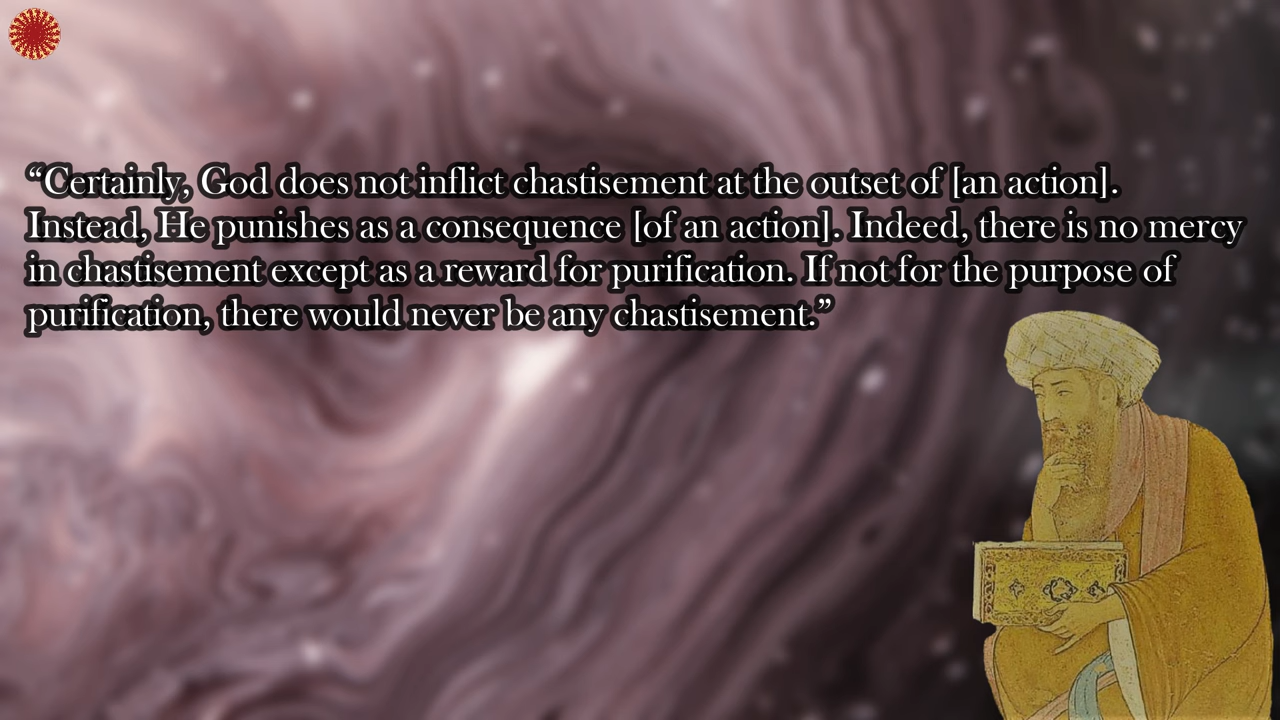 “Certainly, God does not inflict chastisement at the outset of [an action].
Instead, He punishes as a consequence [of an action]. Indeed, there is no mercy
in chastisement except as a reward for purification. If not for the purpose of
purification, there would never be any chastisement.”